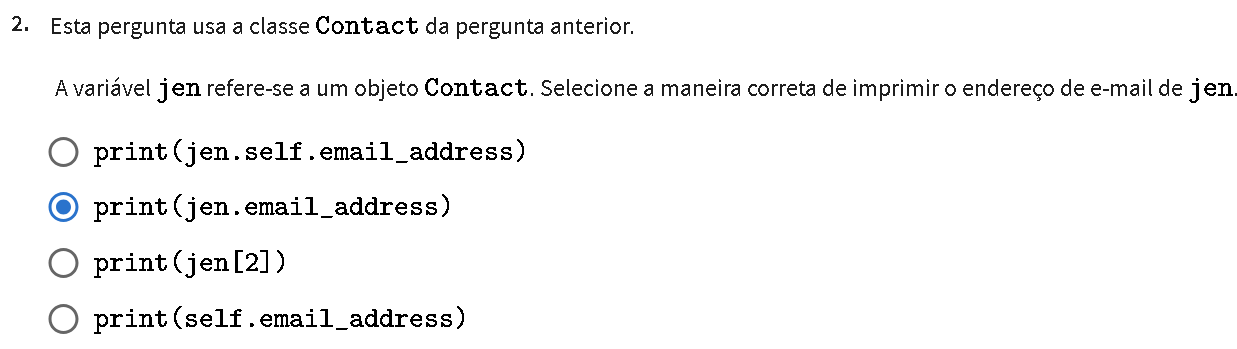 2. Esta pergunta usa a classe Contact da pergunta anterior.
A variável jen refere-se a um objeto Contact. Selecione a maneira correta de imprimir o endereço de e-mail de jen.
print(jen.self.email_address)
print(jen.email_address)
print(jen[2])
print(self.email_address)